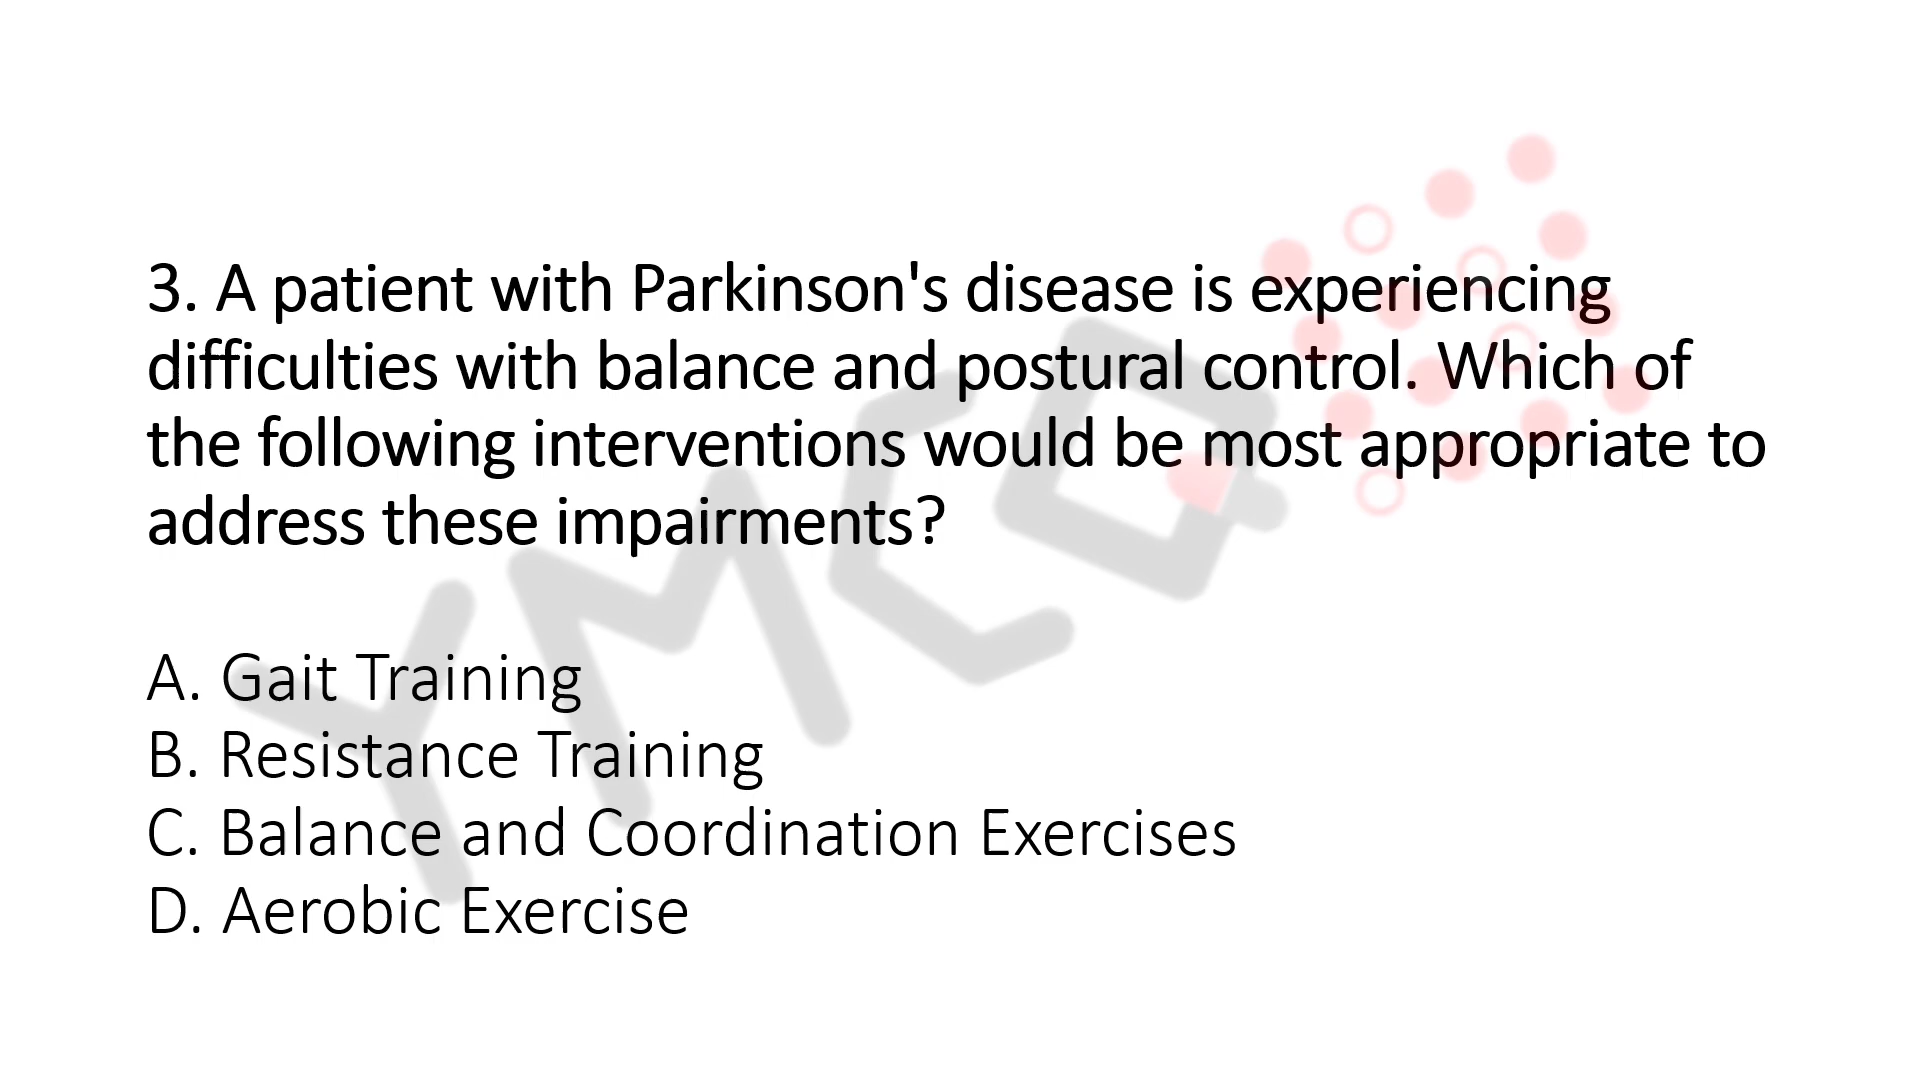 3. A patient with Parkinson's disease is experiencing
difficulties with balance and postural control. Which of
the following interventions would be most appropriate to
address these impairments?
A. Gait Training
B. Resistance Training
C. Balance and Coordination Exercises
D. Aerobic Exercise
YMCQ